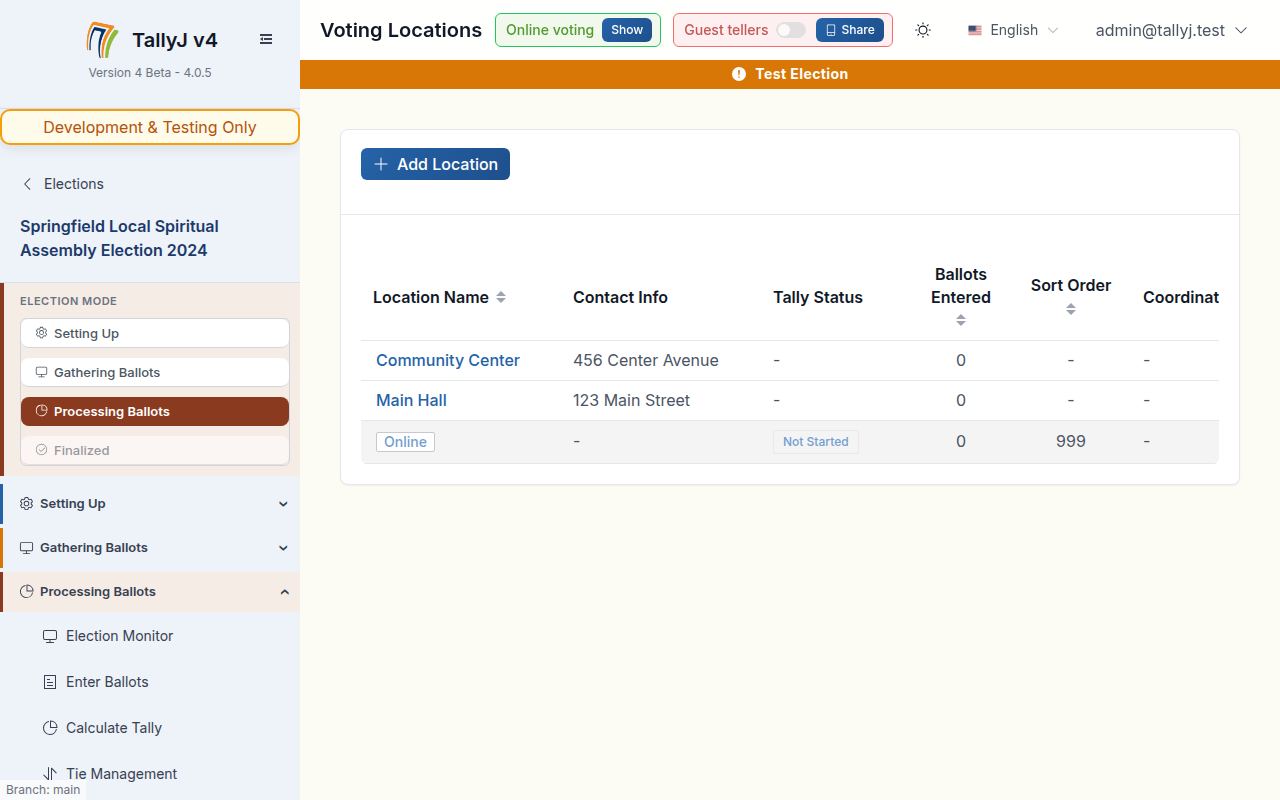 TallyJ v4
Version 4 Beta - 4.0.5
Development & Testing Only
Elections
Springfield Local Spiritual
Assembly Election 2024
ELECTION MODE
Setting Up
Gathering Ballots
Processing Ballots
Finalized
Setting Up
Gathering Ballots
Processing Ballots
Election Monitor
Enter Ballots
Calculate Tally
Tie Management
Branch: main
Voting Locations
Online voting Show
Guest tellers Share
English
admin@tallyj.test
Test Election
Add Location
Location Name Contact Info Tally Status Ballots Entered Sort Order Coordinat
Community Center 456 Center Avenue - 0 - -
Main Hall 123 Main Street - 0 - -
Online - Not Started 0 999 -